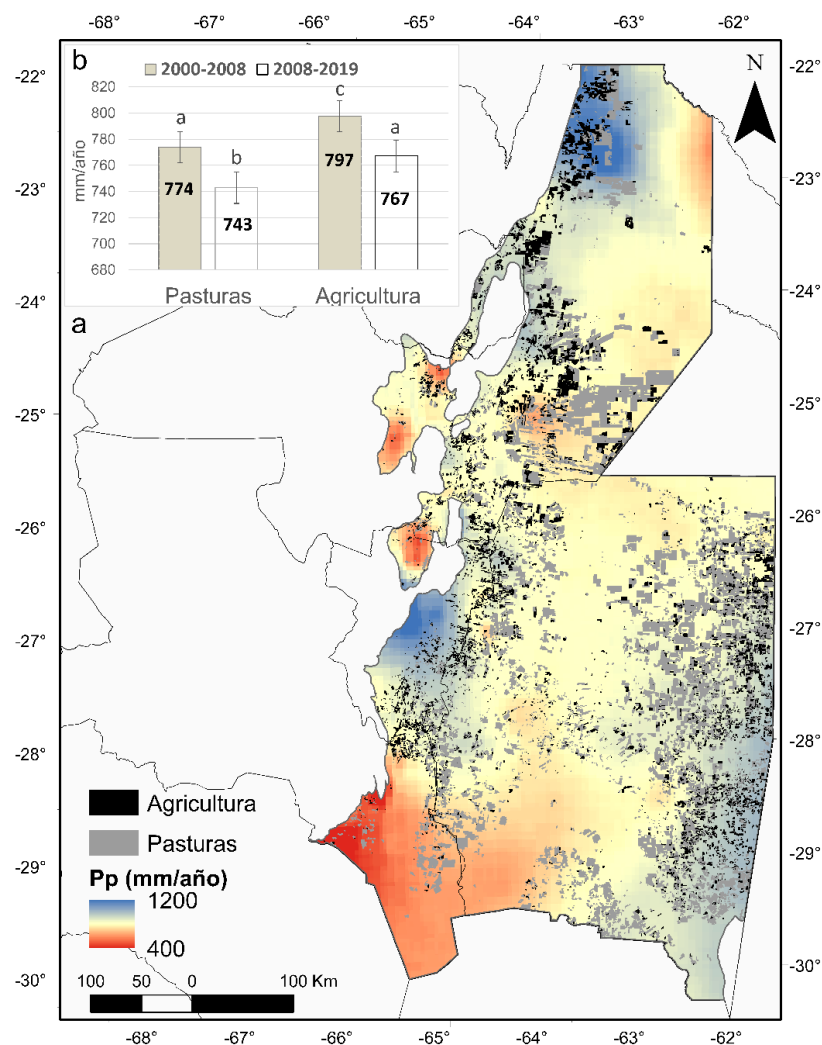 -68° -67° -66° -65° -64° -63° -62°
-22° -22°
b
2000-2008 2008-2019
N
820
a c
800
b a
780
mm/año
760
774 743 797 767
740
720
700
680
Pasturas Agricultura
-23° -23°
-24° -24°
a
-25° -25°
-26° -26°
-27° -27°
-28° -28°
Agricultura
Pasturas
-29° -29°
Pp (mm/año)
1200
400
-30° -30°
100 50 0 100 Km
-68° -67° -66° -65° -64° -63° -62°